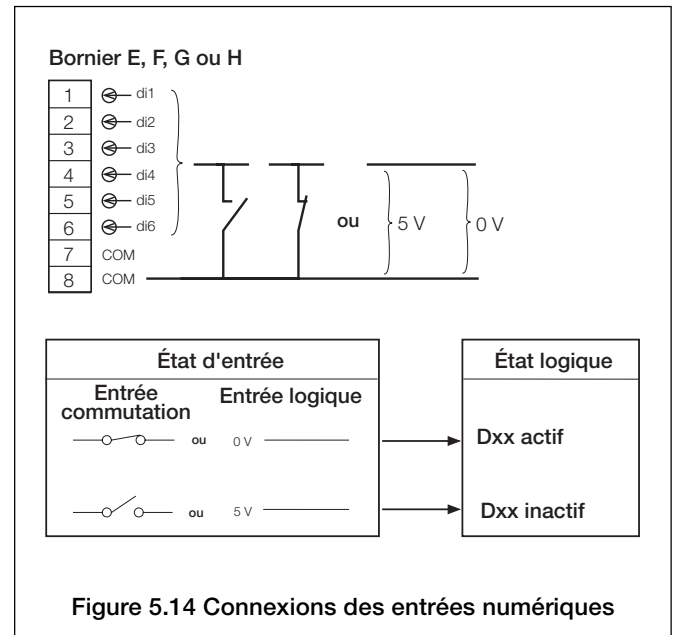 Bornier E, F, G ou H
1 di1
2 di2
3 di3
4 di4
5 di5
6 di6
7 COM
8 COM
ou 5 V 0 V
État d'entrée
Entrée commutation
Entrée logique
ou 0 V
ou 5 V
État logique
Dxx actif
Dxx inactif
Figure 5.14 Connexions des entrées numériques